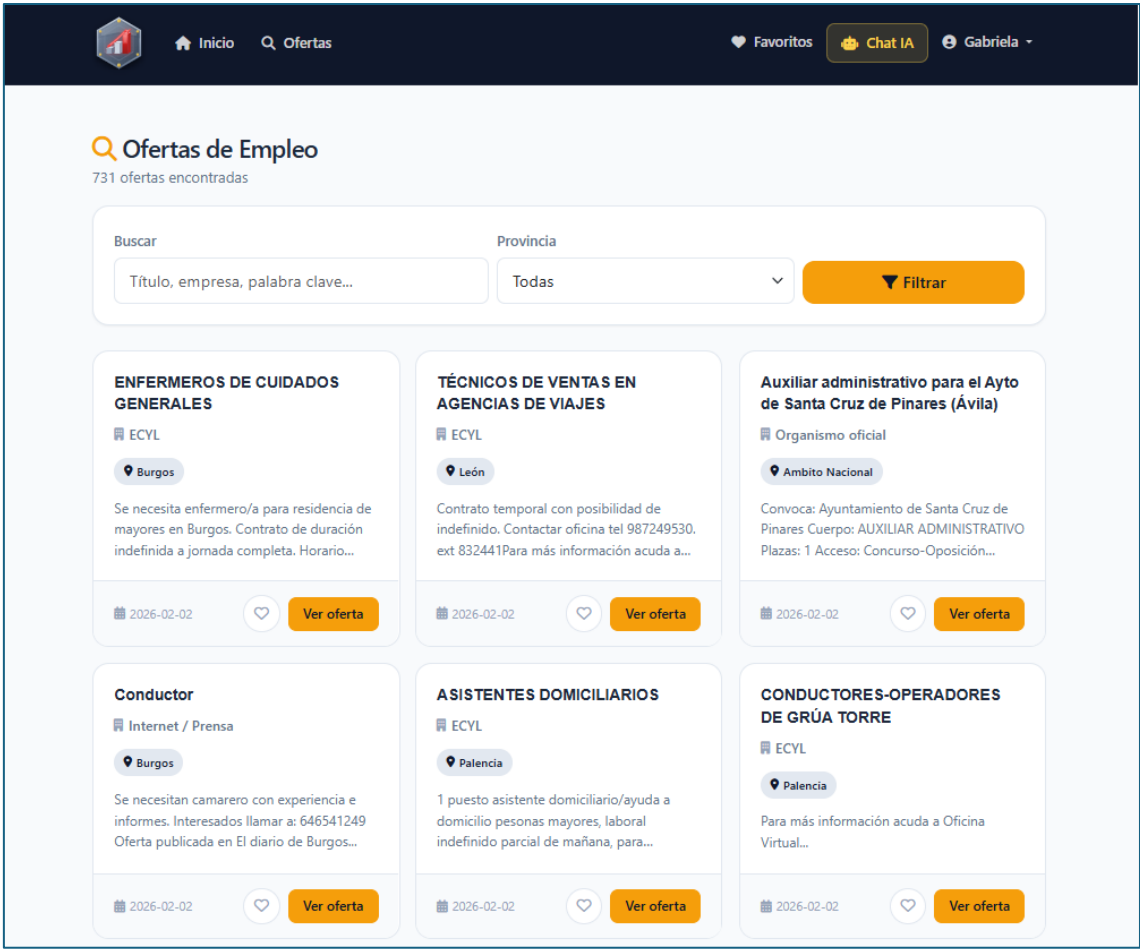 Inicio
Ofertas
Favoritos
Chat IA
Gabriela
Ofertas de Empleo
731 ofertas encontradas
Buscar
Título, empresa, palabra clave...
Provincia
Todas
Filtrar
ENFERMEROS DE CUIDADOS
GENERALES
ECYL
Burgos
Se necesita enfermero/a para residencia de
mayores en Burgos. Contrato de duración
indefinida a jornada completa. Horario...
2026-02-02
Ver oferta
TÉCNICOS DE VENTAS EN
AGENCIAS DE VIAJES
ECYL
León
Contrato temporal con posibilidad de
indefinido. Contactar oficina tel 987249530.
ext 832441Para más información acuda a...
2026-02-02
Ver oferta
Auxiliar administrativo para el Ayto
de Santa Cruz de Pinares (Ávila)
Organismo oficial
Ambito Nacional
Convoca: Ayuntamiento de Santa Cruz de
Pinares Cuerpo: AUXILIAR ADMINISTRATIVO
Plazas: 1 Acceso: Concurso-Oposición...
2026-02-02
Ver oferta
Conductor
Internet / Prensa
Burgos
Se necesitan camarero con experiencia e
informes. Interesados llamar a: 646541249
Oferta publicada en El diario de Burgos...
2026-02-02
Ver oferta
ASISTENTES DOMICILIARIOS
ECYL
Palencia
1 puesto asistente domiciliario/ayuda a
domicilio pesonas mayores, laboral
indefinido parcial de mañana, para...
2026-02-02
Ver oferta
CONDUCTORES-OPERADORES
DE GRÚA TORRE
ECYL
Palencia
Para más información acuda a Oficina
Virtual...
2026-02-02
Ver oferta